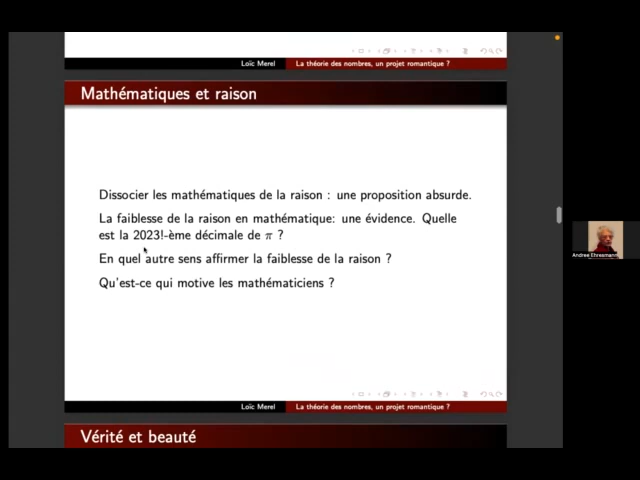 Loïc Merel La théorie des nombres, un projet romantique ?
Mathématiques et raison
Dissocier les mathématiques de la raison : une proposition absurde.
La faiblesse de la raison en mathématique: une évidence. Quelle
est la 2023!-ème décimale de π ?
En quel autre sens affirmer la faiblesse de la raison ?
Qu'est-ce qui motive les mathématiciens ?
Andree Ehresmann
Loïc Merel La théorie des nombres, un projet romantique ?
Vérité et beauté